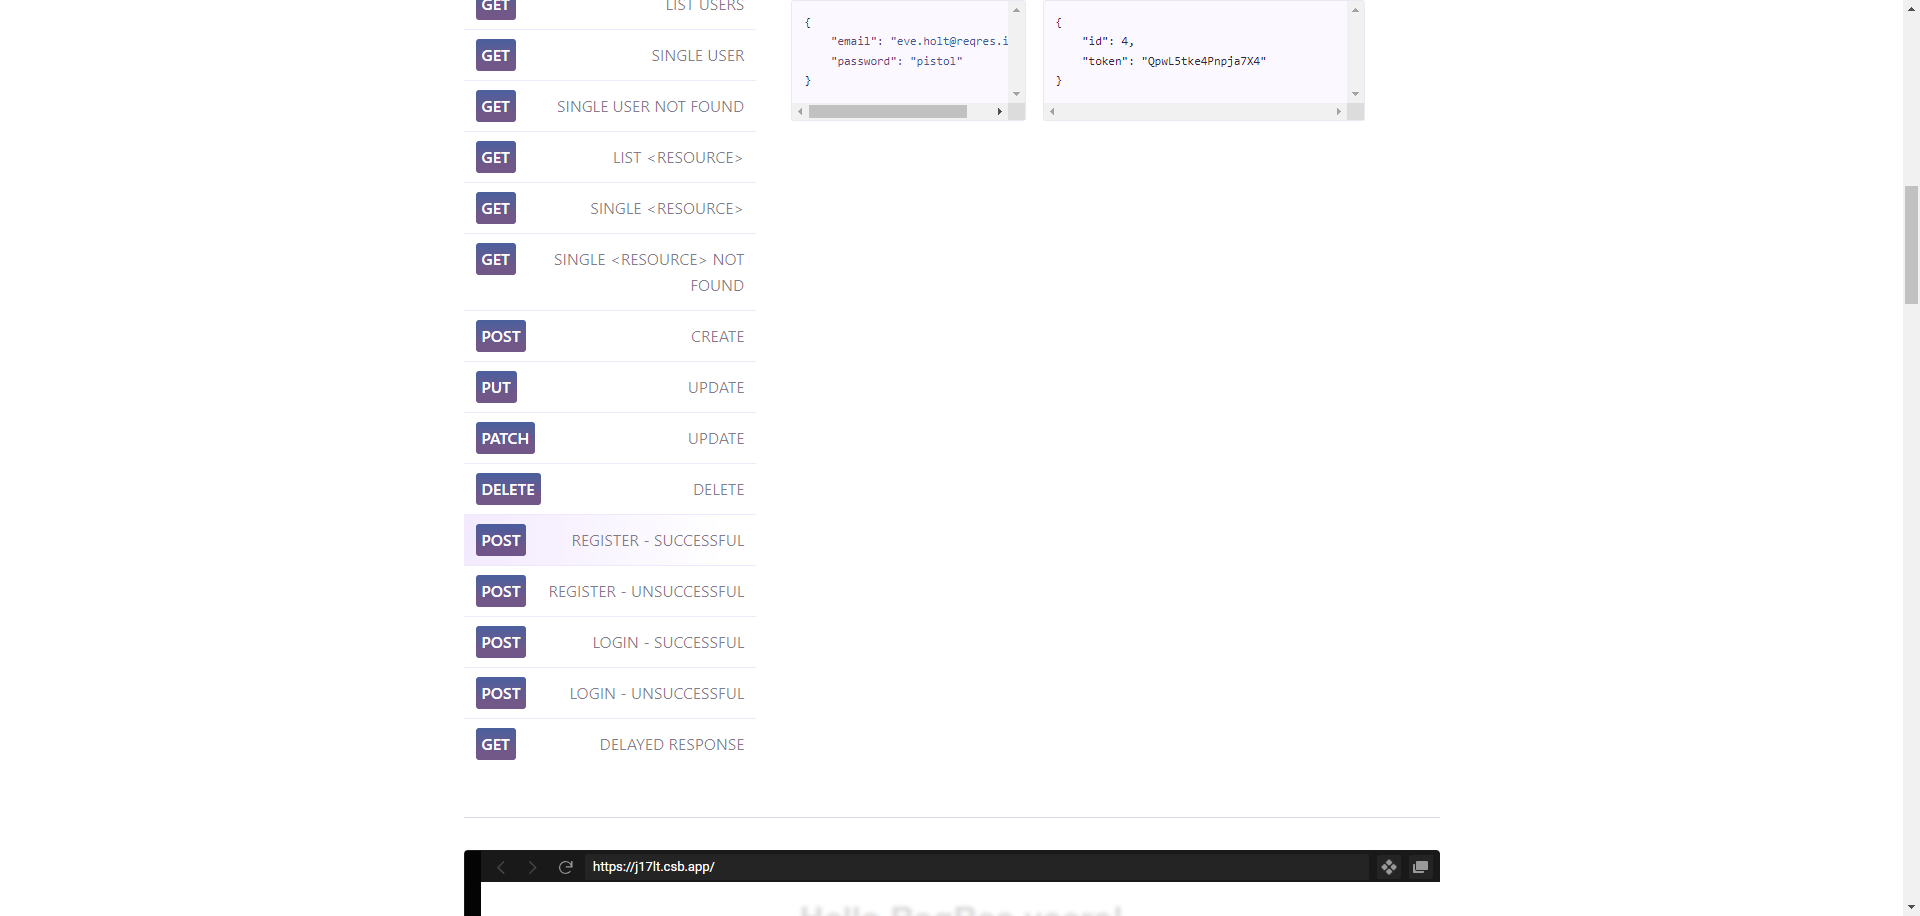 GET LIST USERS
GET SINGLE USER
GET SINGLE USER NOT FOUND
GET LIST <RESOURCE>
GET SINGLE <RESOURCE>
GET SINGLE <RESOURCE> NOT
FOUND
POST CREATE
PUT UPDATE
PATCH UPDATE
DELETE DELETE
POST REGISTER - SUCCESSFUL
POST REGISTER - UNSUCCESSFUL
POST LOGIN - SUCCESSFUL
POST LOGIN - UNSUCCESSFUL
GET DELAYED RESPONSE
{
"email": "eve.holt@reqres.i
"password": "pistol"
}
{
"id": 4,
"token": "QpwL5tke4Pnpja7X4"
}
https://j17lt.csb.app/
Hello ReqRes users!